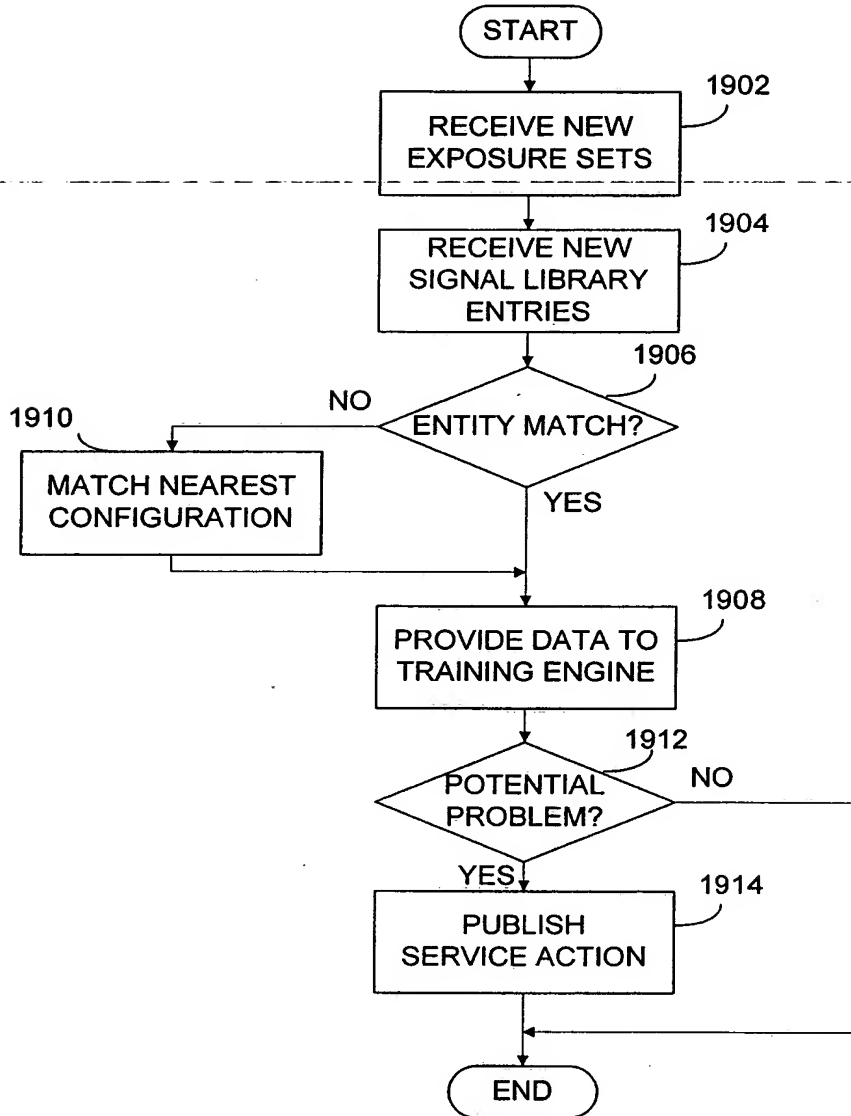 START
1902
RECEIVE NEW
EXPOSURE SETS
1904
RECEIVE NEW
SIGNAL LIBRARY
ENTRIES
1906
NO
ENTITY MATCH?
1910
MATCH NEAREST
CONFIGURATION
YES
1908
PROVIDE DATA TO
TRAINING ENGINE
1912
NO
POTENTIAL
PROBLEM?
YES
1914
PUBLISH
SERVICE ACTION
END